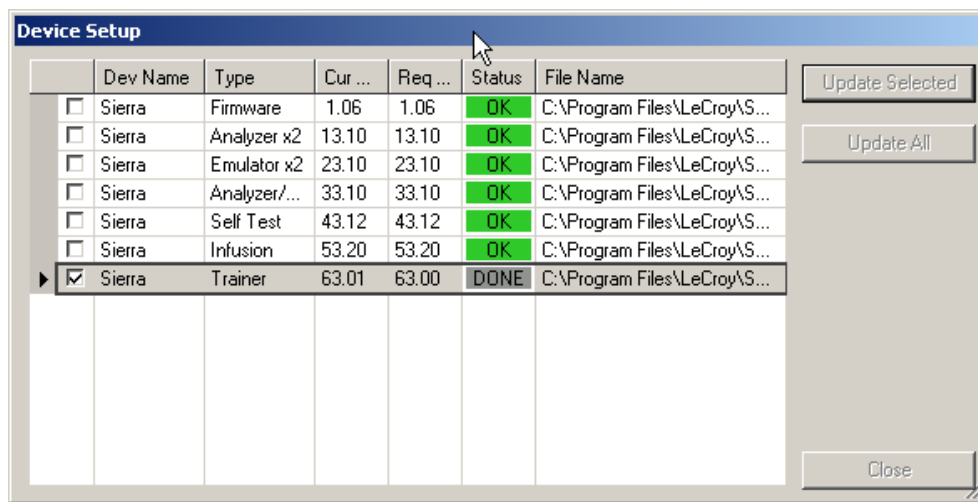 Device Setup
Dev Name Type Cur ... Req ... Status File Name
Sierra Firmware 1.06 1.06 OK C:\Program Files\LeCroy\S...
Sierra Analyzer x2 13.10 13.10 OK C:\Program Files\LeCroy\S...
Sierra Emulator x2 23.10 23.10 OK C:\Program Files\LeCroy\S...
Sierra Analyzer/... 33.10 33.10 OK C:\Program Files\LeCroy\S...
Sierra Self Test 43.12 43.12 OK C:\Program Files\LeCroy\S...
Sierra Infusion 53.20 53.20 OK C:\Program Files\LeCroy\S...
Sierra Trainer 63.01 63.00 DONE C:\Program Files\LeCroy\S...
Update Selected
Update All
Close